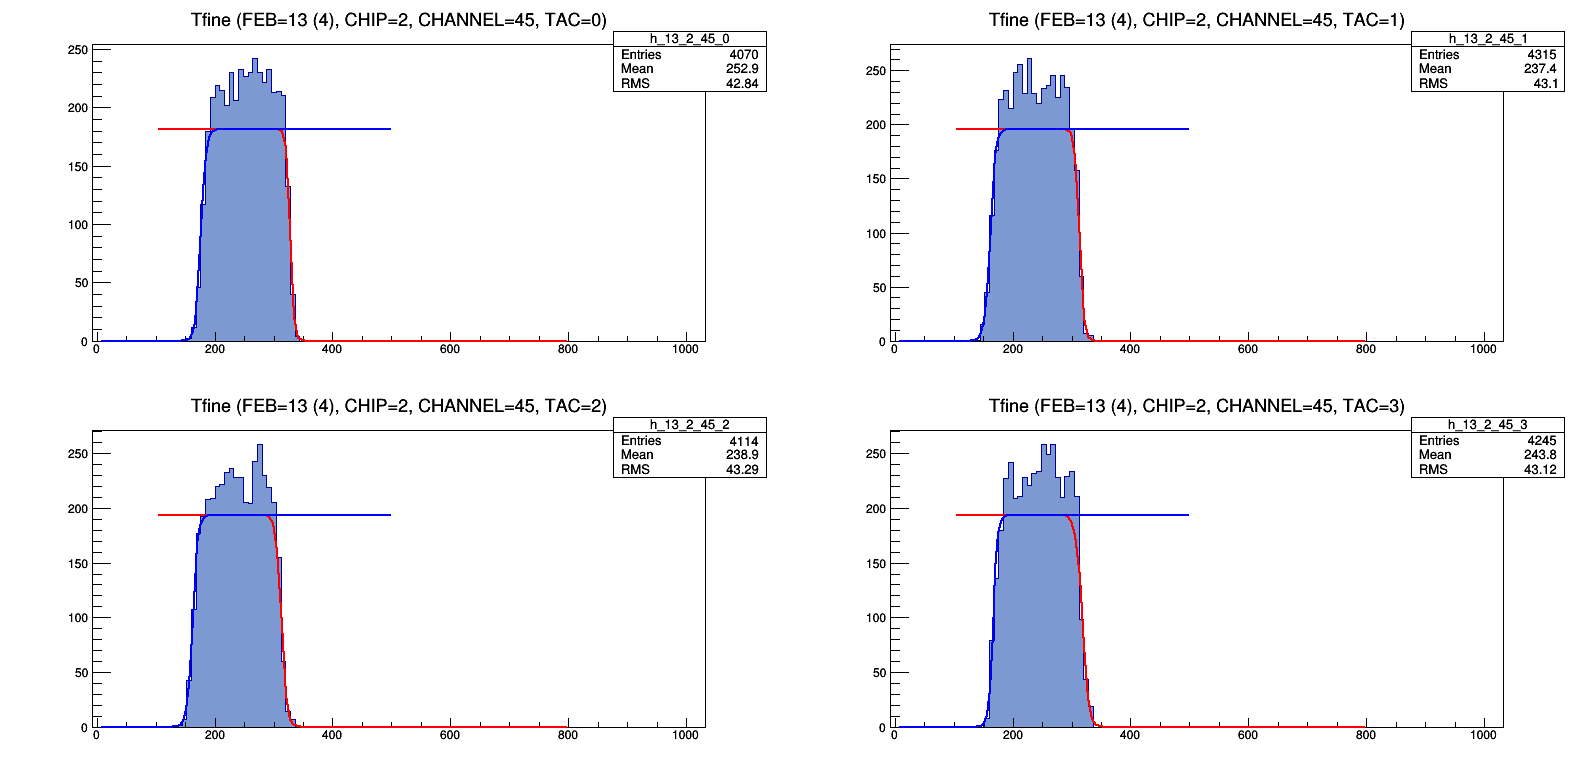 Tfine (FEB=13 (4), CHIP=2, CHANNEL=45, TAC=0)
h_13_2_45_0
Entries 4070
Mean 252.9
RMS 42.84
250
200
150
100
50
0
0 200 400 600 800 1000
Tfine (FEB=13 (4), CHIP=2, CHANNEL=45, TAC=1)
h_13_2_45_1
Entries 4315
Mean 237.4
RMS 43.1
250
200
150
100
50
0
0 200 400 600 800 1000
Tfine (FEB=13 (4), CHIP=2, CHANNEL=45, TAC=2)
h_13_2_45_2
Entries 4114
Mean 238.9
RMS 43.29
250
200
150
100
50
0
0 200 400 600 800 1000
Tfine (FEB=13 (4), CHIP=2, CHANNEL=45, TAC=3)
h_13_2_45_3
Entries 4245
Mean 243.8
RMS 43.12
250
200
150
100
50
0
0 200 400 600 800 1000